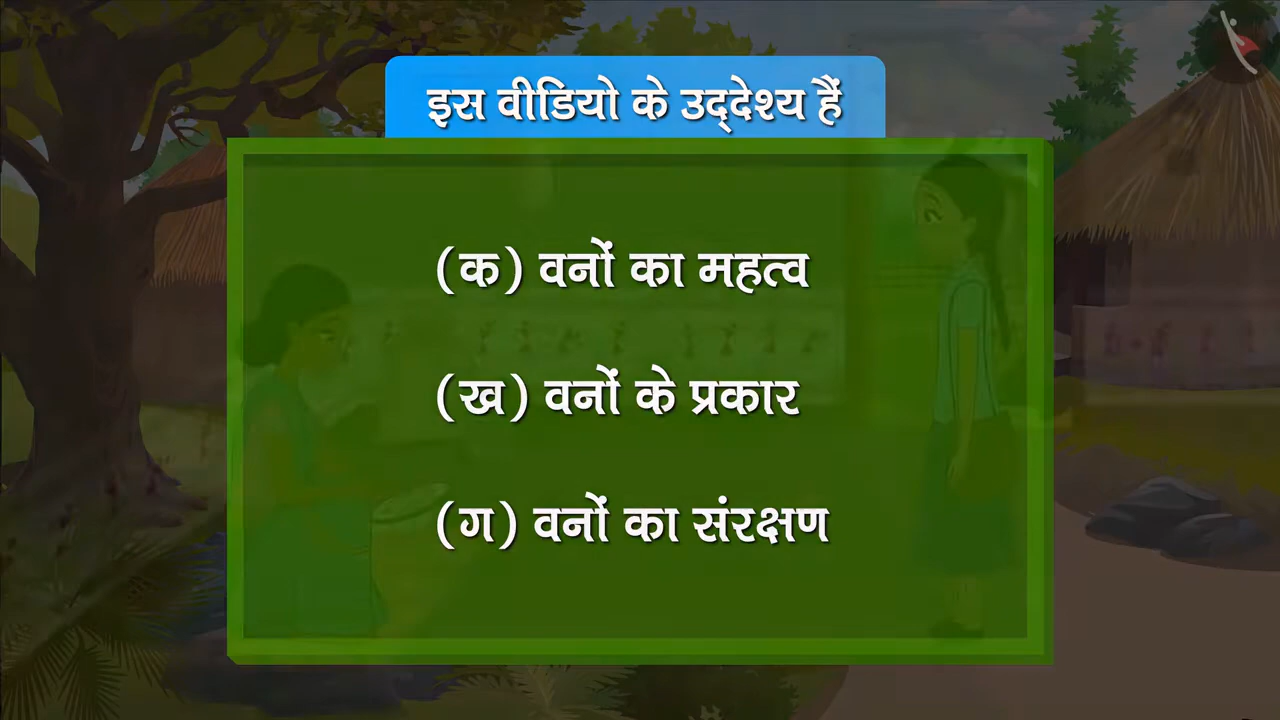 इस वीडियो के उद्‌देश्य हैं
(क) वनों का महत्व
(ख) वनों के प्रकार
(ग) वनों का संरक्षण